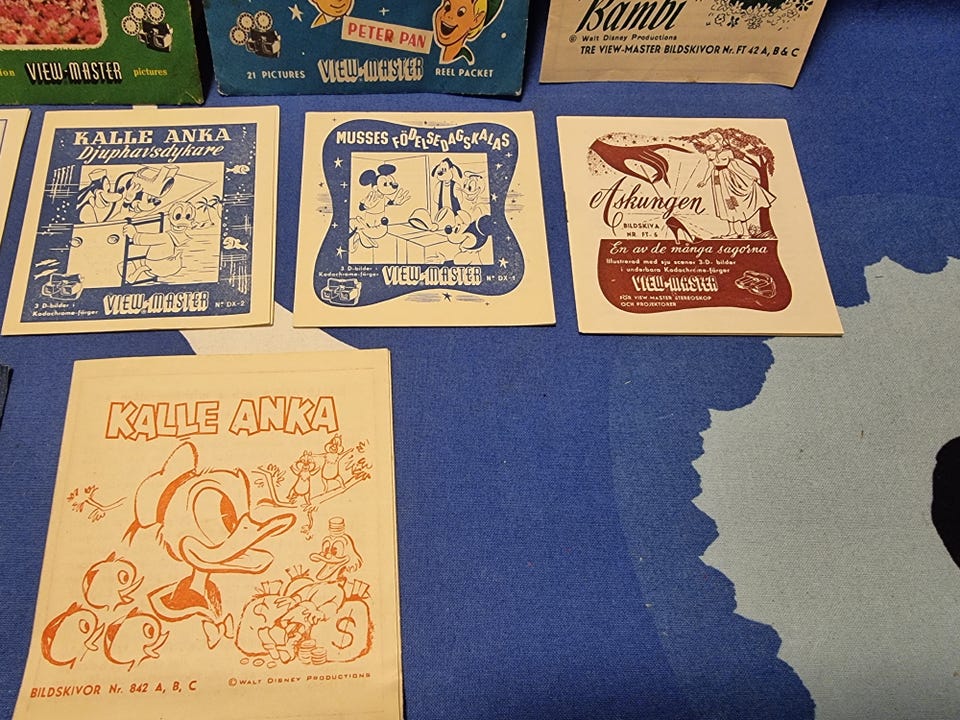 ion VIEW-MASTER pictures
PETER PAN
21 PICTURES VIEW-MASTER REEL PACKET
Bambi
© Walt Disney Productions
TRE VIEW-MASTER BILDSKIVOR Nr. FT 42 A, B & C
KALLE ANKA
Djuphavsdykare
3 D-bilder i
Kodachrome-färger
VIEW-MASTER
No DX-2
MUSSES FÖDELSEDAGSKALAS
3 D-bilder i
Kodachrome-färger
VIEW-MASTER
No DX-1
Askungen
BILDSKIVA
NR. FT-5
En av de många sagorna
Illustrerad med sju scener 3-D- bilder
i underbara Kodachrome-färger
VIEW-MASTER
FÖR VIEW MASTER STEREOSKOP
OCH PROJEKTORER
KALLE ANKA
$
BILDSKIVOR Nr. 842 A, B, C
© WALT DISNEY PRODUCTIONS